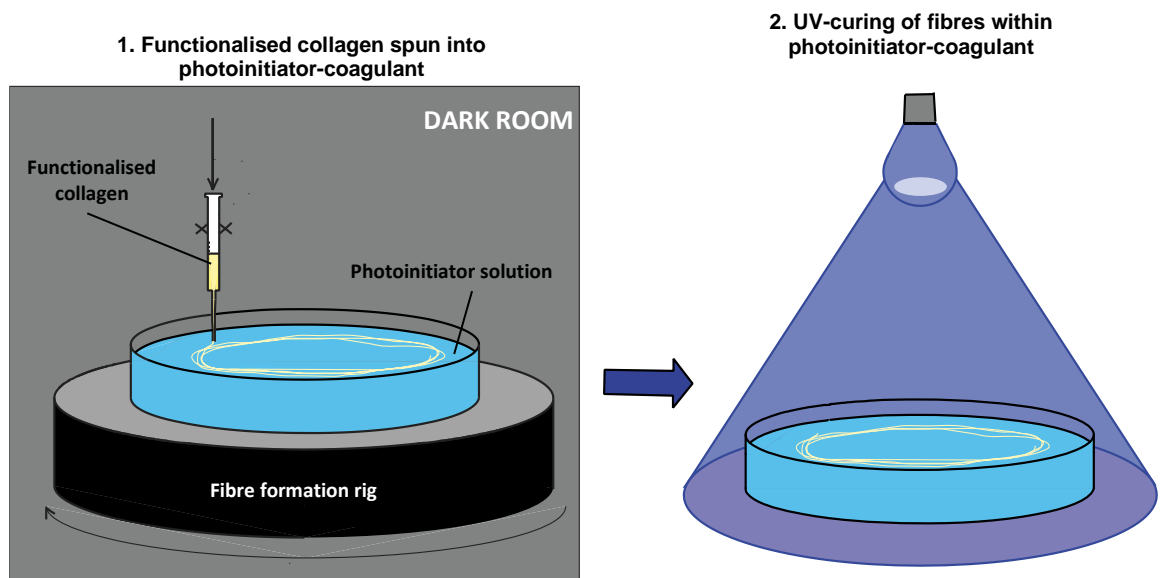 1. Functionalised collagen spun into
photoinitiator-coagulant
DARK ROOM
Functionalised
collagen
Photoinitiator solution
Fibre formation rig
2. UV-curing of fibres within
photoinitiator-coagulant